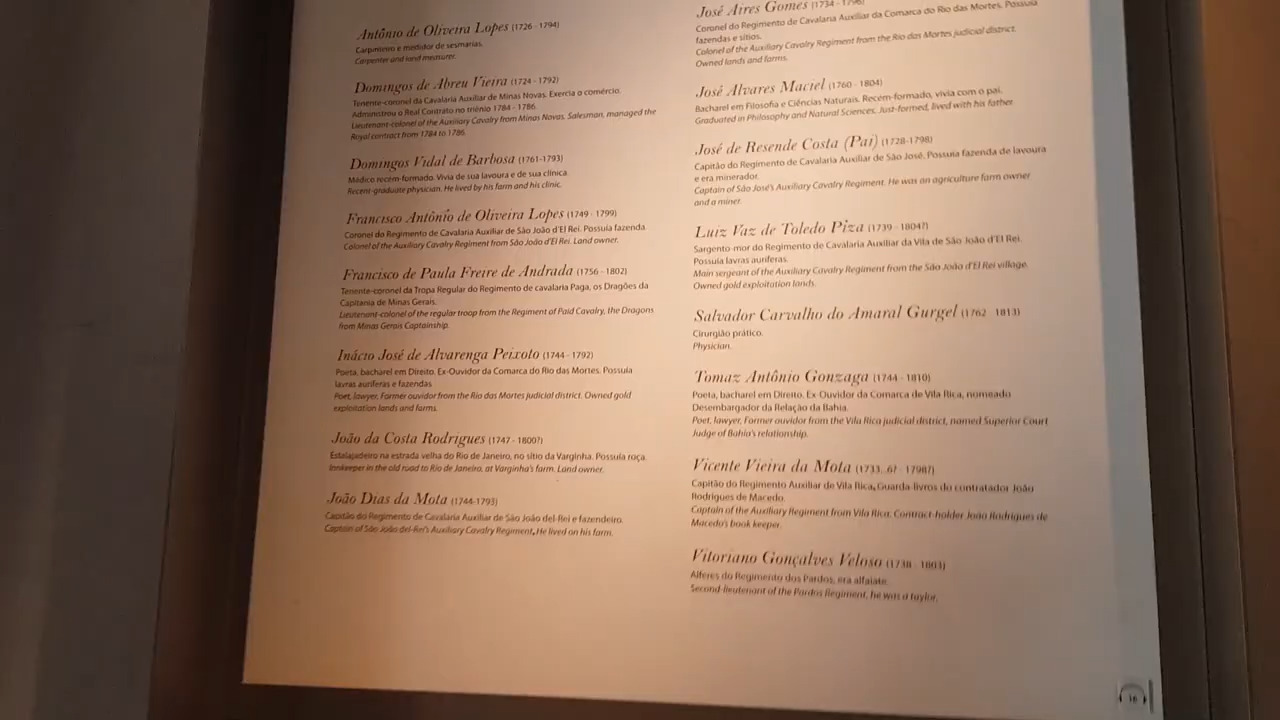 Antônio de Oliveira Lopes (1726 - 1794)
Carpinteiro e medidor de sesmarias.
Carpenter and land measurer.
Domingos de Abreu Vieira (1724 - 1792)
Tenente-coronel da Cavalaria Auxiliar de Minas Novas. Exercia o comércio.
Administrou o Real Contrato no triênio 1784 - 1786.
Lieutenant-colonel of the Auxiliary Cavalry from Minas Novas. Salesman, managed the
Royal contract from 1784 to 1786.
Domingos Vidal de Barbosa (1761-1793)
Médico recém-formado. Vivia de sua lavoura e de sua clínica.
Recent-graduate physician. He lived by his farm and his clinic.
Francisco Antônio de Oliveira Lopes (1749 - 1799)
Coronel do Regimento de Cavalaria Auxiliar de São João d'El Rei. Possuía fazenda
Colonel of the Auxiliary Cavalry Regiment from São João d'El Rei. Land owner.
Francisco de Paula Freire de Andrada (1756 - 1802)
Tenente-coronel da Tropa Regular do Regimento de cavalaria Paga, os Dragões da
Capitania de Minas Gerais.
Lieutenant-colonel of the regular troop from the Regiment of Paid Cavalry, the Dragons
from Minas Gerais Captainship.
Inácio José de Alvarenga Peixoto (1744 - 1792)
Poeta, bacharel em Direito. Ex-Ouvidor da Comarca do Rio das Mortes. Possuía
lavras auríferas e fazendas
Poet, lawyer, Former ouvidor from the Rio das Mortes judicial district. Owned gold
exploitation lands and farms.
João da Costa Rodrigues (1747 - 1800?)
Estalajadeiro na estrada velha do Rio de Janeiro, no sítio da Varginha. Possuía roça.
Innkeeper in the old road to Rio de Janeiro, at Varginha's farm. Land owner.
João Dias da Mota (1744-1793)
Capitão do Regimento de Cavalaria Auxiliar de São João del-Rei e fazendeiro.
Captain of São João del-Rei's Auxiliary Cavalry Regiment, He lived on his farm.
José Aires Gomes (1734 - 1796)
Coronel do Regimento de Cavalaria Auxiliar da Comarca do Rio das Mortes. Possuía
fazendas e sítios.
Colonel of the Auxiliary Cavalry Regiment from the Rio das Mortes judicial district.
Owned lands and farms.
José Álvares Maciel (1760 - 1804)
Bacharel em Filosofia e Ciências Naturais. Recém-formado, vivia com o pai.
Graduated in Philosophy and Natural Sciences. Just-formed, lived with his father
José de Resende Costa (Pai) (1728-1798)
Capitão do Regimento de Cavalaria Auxiliar de São José. Possuía fazenda de lavoura
e era minerador.
Captain of São José's Auxiliary Cavalry Regiment. He was an agriculture farm owner
and a miner.
Luiz Vaz de Toledo Piza (1739 - 1804?)
Sargento-mor do Regimento de Cavalaria Auxiliar da Vila de São João d'El Rei.
Possuía lavras auríferas.
Main sergeant of the Auxiliary Cavalry Regiment from the São João d'El Rei village.
Owned gold exploitation lands.
Salvador Carvalho do Amaral Gurgel (1762 - 1813)
Cirurgião prático.
Physician.
Tomaz Antônio Gonzaga (1744 - 1810)
Poeta, bacharel em Direito. Ex-Ouvidor da Comarca de Vila Rica, nomeado
Desembargador da Relação da Bahia.
Poet, lawyer, Former ouvidor from the Vila Rica judicial district, named Superior Court
Judge of Bahia's relationship.
Vicente Vieira da Mota (1733...6? - 1798?)
Capitão do Regimento Auxiliar de Vila Rica, Guarda-livros do contratador João
Rodrigues de Macedo.
Captain of the Auxiliary Regiment from Vila Rica. Contract-holder João Rodrigues de
Macedo's book keeper.
Vitoriano Gonçalves Veloso (1738 - 1803)
Alferes do Regimento dos Pardos, era alfaiate.
Second-lieutenant of the Pardos Regiment, he was a taylor.
16